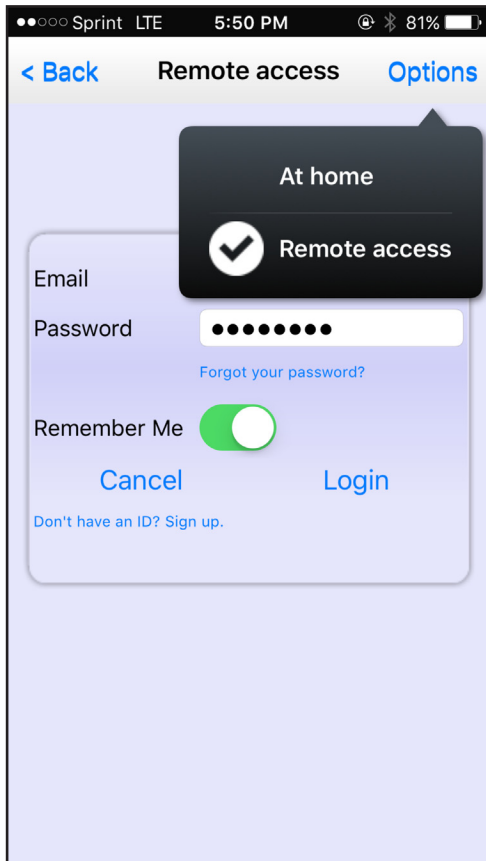 Sprint LTE 5:50 PM 81%
< Back Remote access Options
At home
Remote access
Email
Password ●●●●●●●●
Forgot your password?
Remember Me
Cancel Login
Don't have an ID? Sign up.